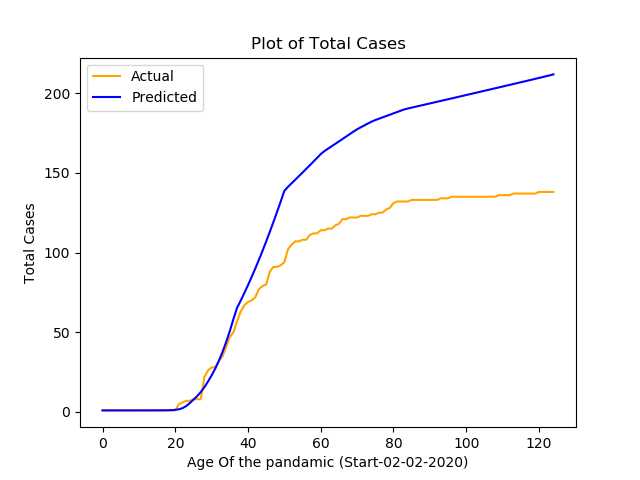 Plot of Total Cases
Actual
Predicted
200
150
100
50
0
Total Cases
0 20 40 60 80 100 120
Age Of the pandamic (Start-02-02-2020)